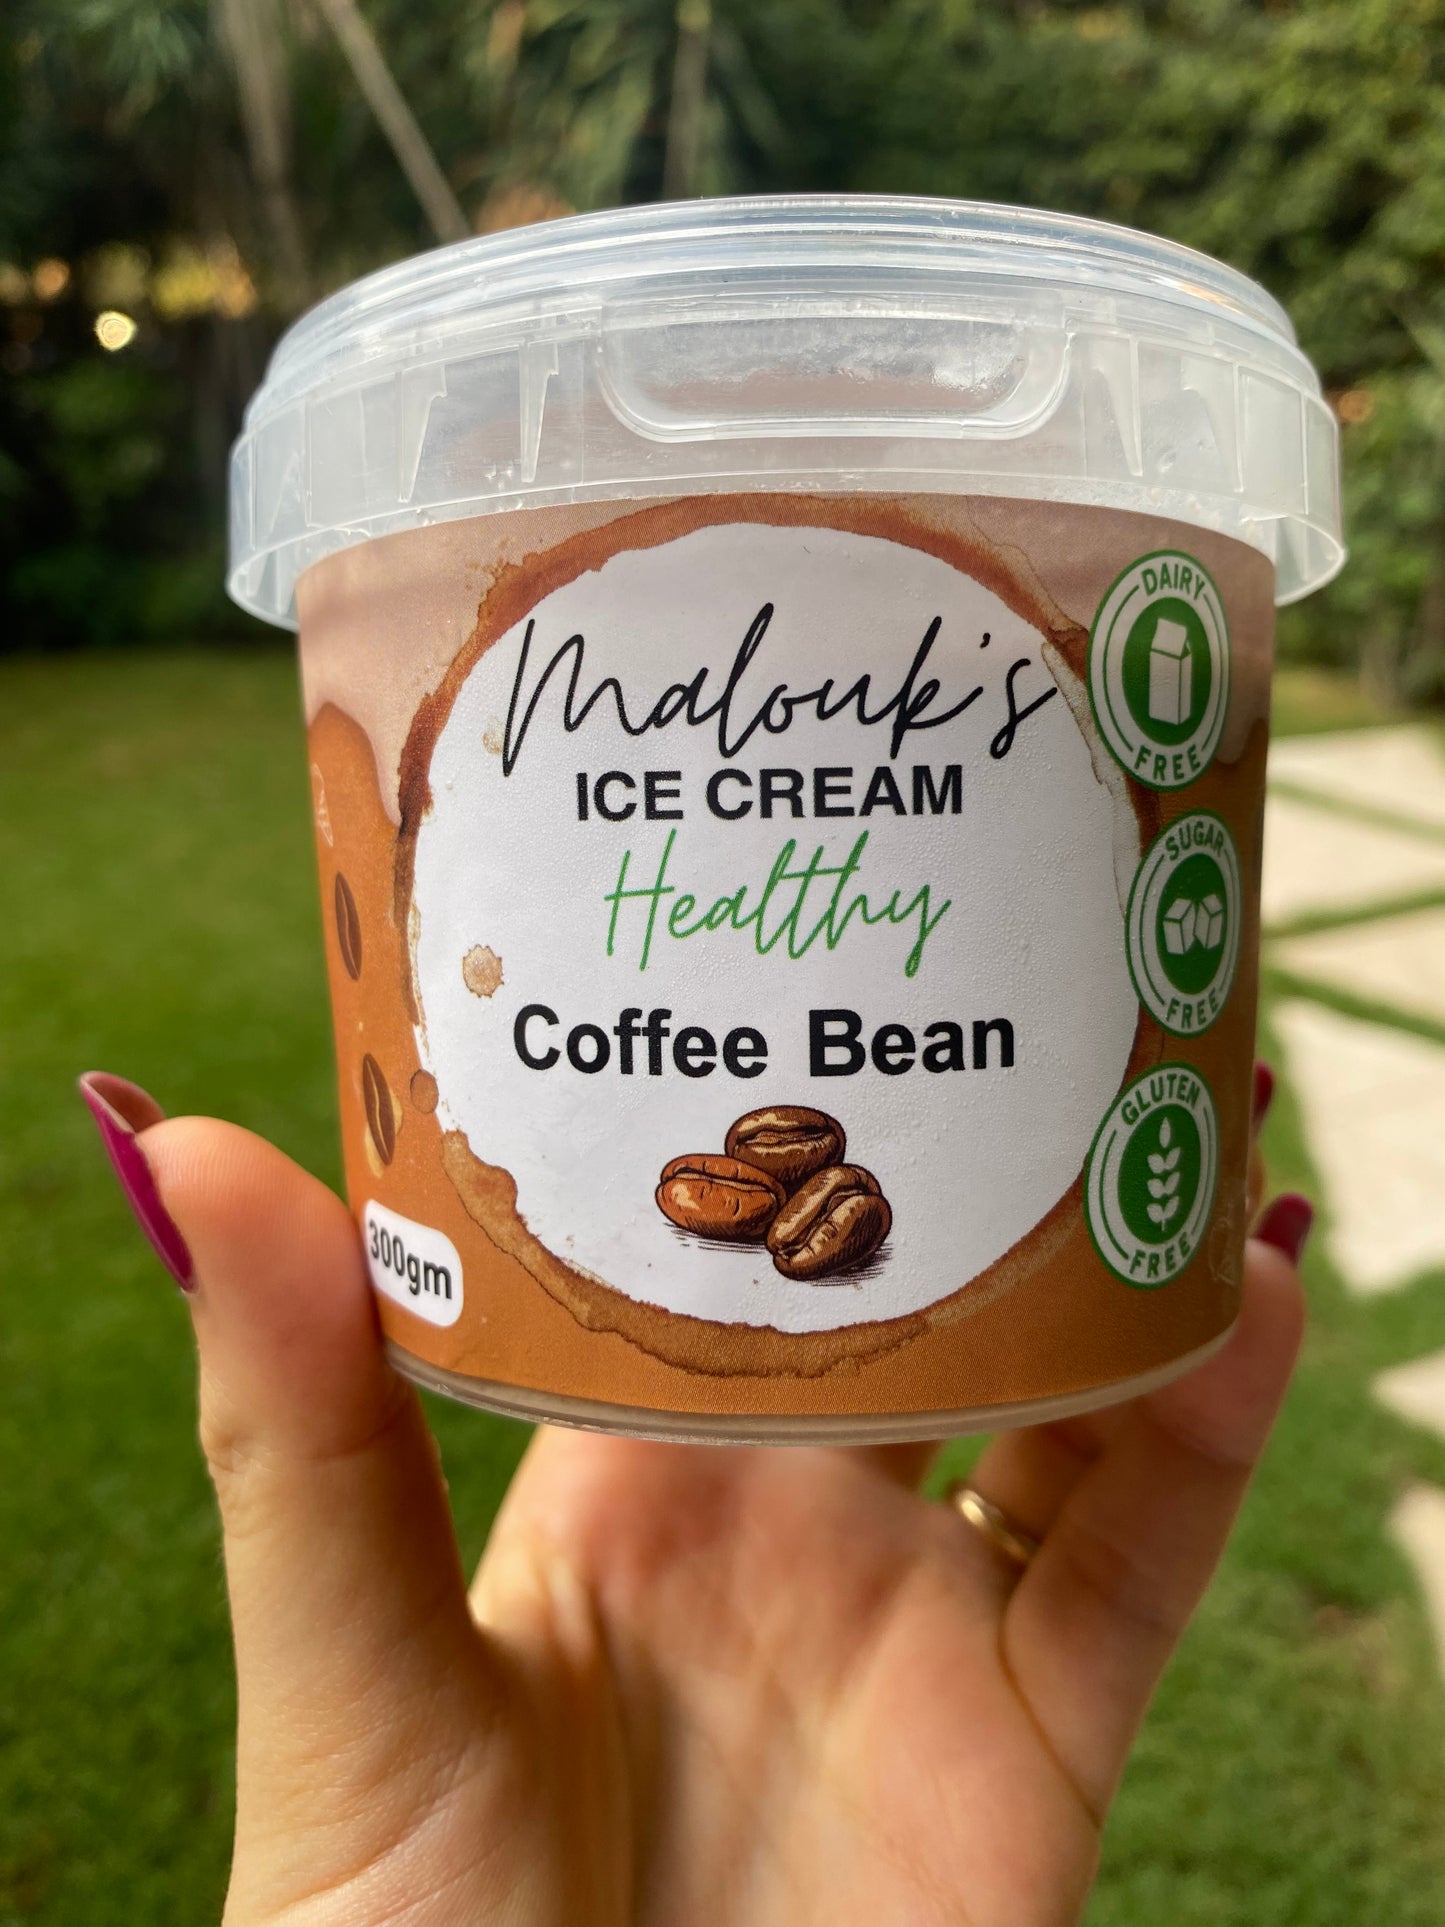 Malouk's
ICE CREAM
Healthy
Coffee Bean
300gm
DAIRY
FREE
SUGAR
FREE
GLUTEN
FREE